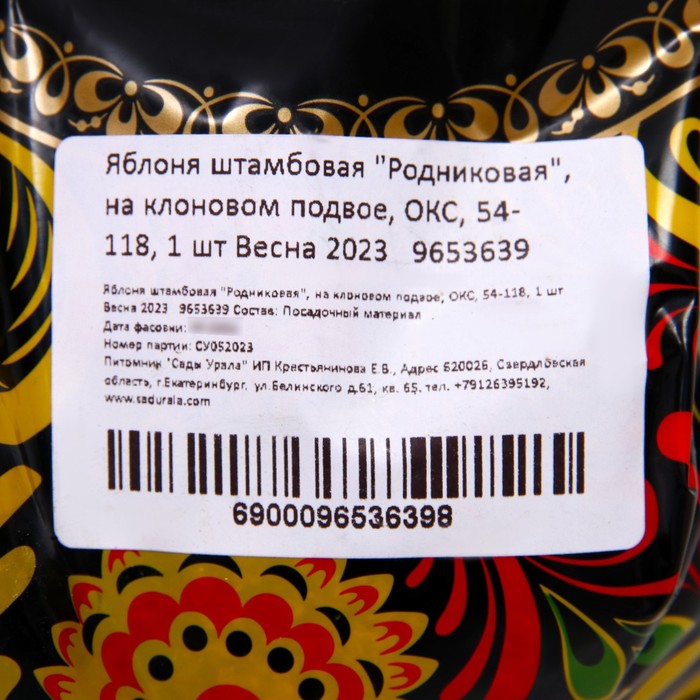 Яблоня штамбовая "Родниковая",
на клоновом подвое, ОКС, 54-
118, 1 шт Весна 2023 9653639
Яблоня штамбовая "Родниковая", на клоновом подвое, ОКС, 54-118, 1 шт
Весна 2023 9653639 Состав: Посадочный материал
Дата фасовки:
Номер партии: СУ052023
Питомник "Сады Урала" ИП Крестьянинова Е.В., Адрес 620026, Свердловская
область, г.Екатеринбург, ул.Белинского д.61, кв. 65, тел. +79126395192,
www.sadurala.com
6900096536398